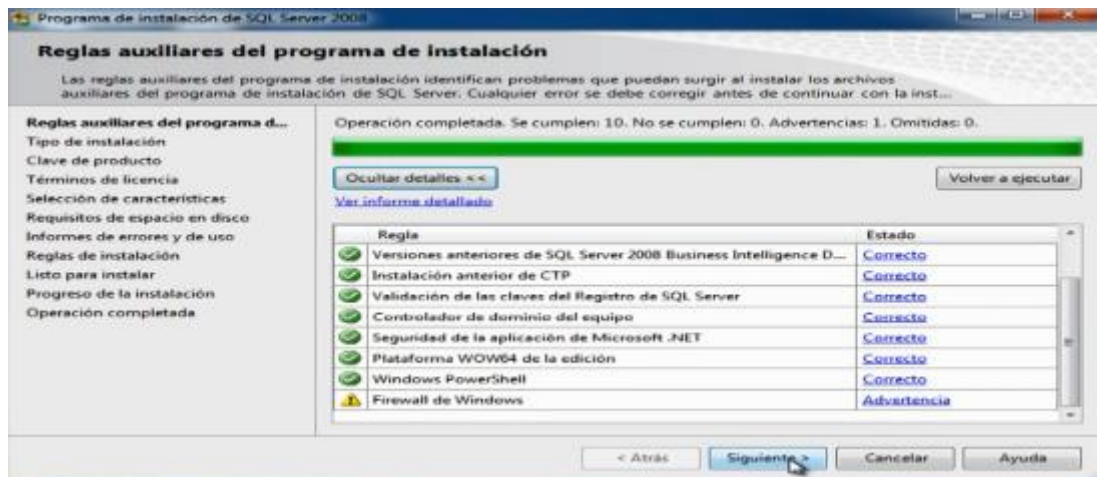 Programa de instalación de SQL Server 2008
Reglas auxiliares del programa de instalación
Las reglas auxiliares del programa de instalación identifican problemas que puedan surgir al instalar los archivos
auxiliares del programa de instalación de SQL Server. Cualquier error se debe corregir antes de continuar con la inst...
Reglas auxiliares del programa d...
Tipo de instalación
Clave de producto
Términos de licencia
Selección de características
Requisitos de espacio en disco
Informes de errores y de uso
Reglas de instalación
Listo para instalar
Progreso de la instalación
Operación completada
Operación completada. Se cumplen: 10. No se cumplen: 0. Advertencias: 1. Omitidas: 0.
Ocultar detalles <<
Volver a ejecutar
Ver informe detallado
Regla Estado
Versiones anteriores de SQL Server 2008 Business Intelligence D... Correcto
Instalación anterior de CTP Correcto
Validación de las claves del Registro de SQL Server Correcto
Controlador de dominio del equipo Correcto
Seguridad de la aplicación de Microsoft .NET Correcto
Plataforma WOW64 de la edición Correcto
Windows PowerShell Correcto
Firewall de Windows Advertencia
< Atrás Siguiente > Cancelar Ayuda